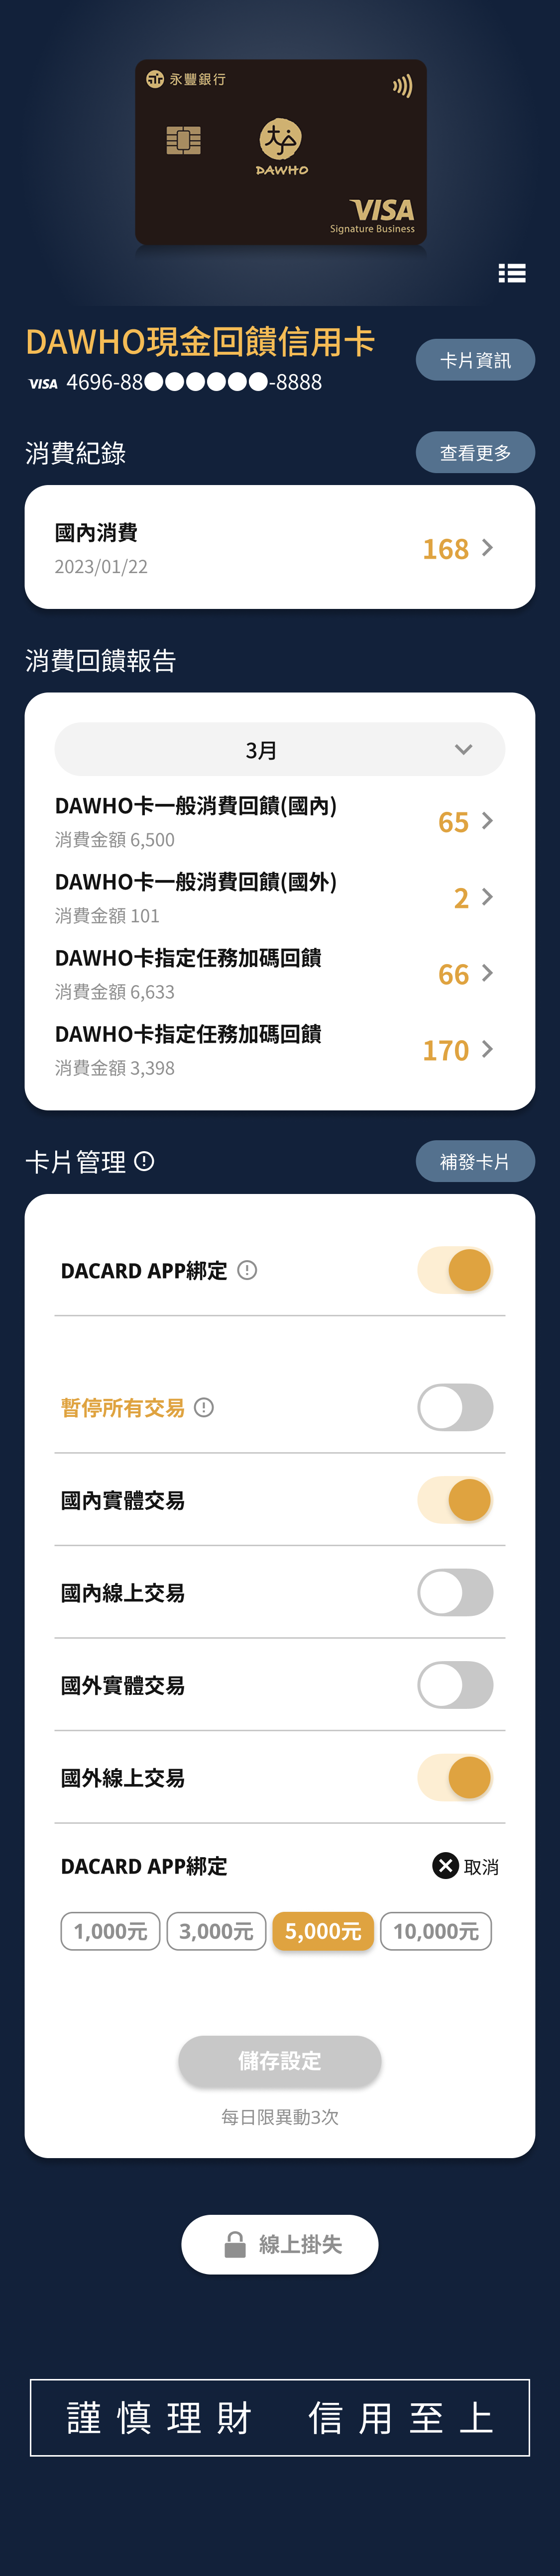 永豐銀行
DAWHO
VISA
Signature Business
DAWHO現金回饋信用卡
卡片資訊
VISA 4696-88●●●●●●-8888
消費紀錄
查看更多
國內消費
168
2023/01/22
消費回饋報告
3月
DAWHO卡一般消費回饋(國內)
65
消費金額 6,500
DAWHO卡一般消費回饋(國外)
2
消費金額 101
DAWHO卡指定任務加碼回饋
66
消費金額 6,633
DAWHO卡指定任務加碼回饋
170
消費金額 3,398
卡片管理
補發卡片
DACARD APP綁定
暫停所有交易
國內實體交易
國內線上交易
國外實體交易
國外線上交易
DACARD APP綁定
取消
1,000元 3,000元 5,000元 10,000元
儲存設定
每日限異動3次
線上掛失
謹慎理財 信用至上